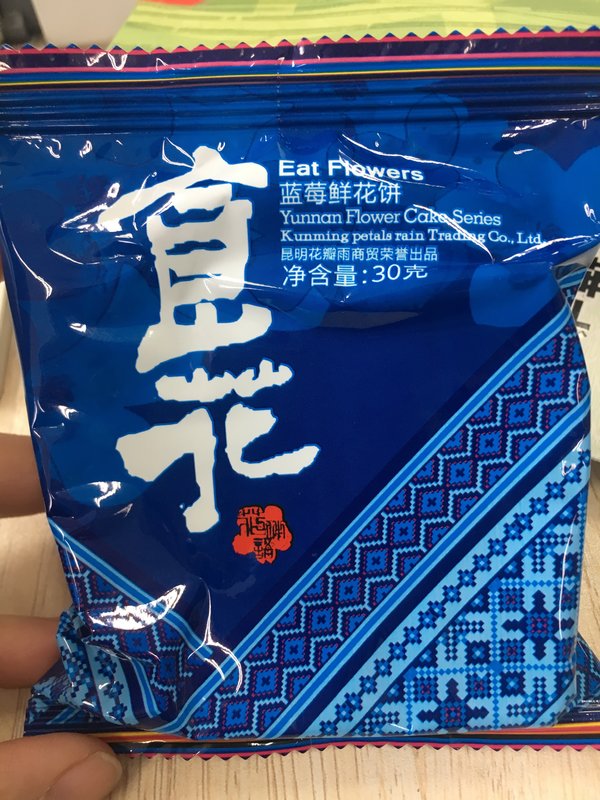 宜花
Eat Flowers
蓝莓鲜花饼
Yunnan Flower Cake Series
Kunming petals rain Trading Co., Ltd.
昆明花瓣雨商贸荣誉出品
净含量:30克